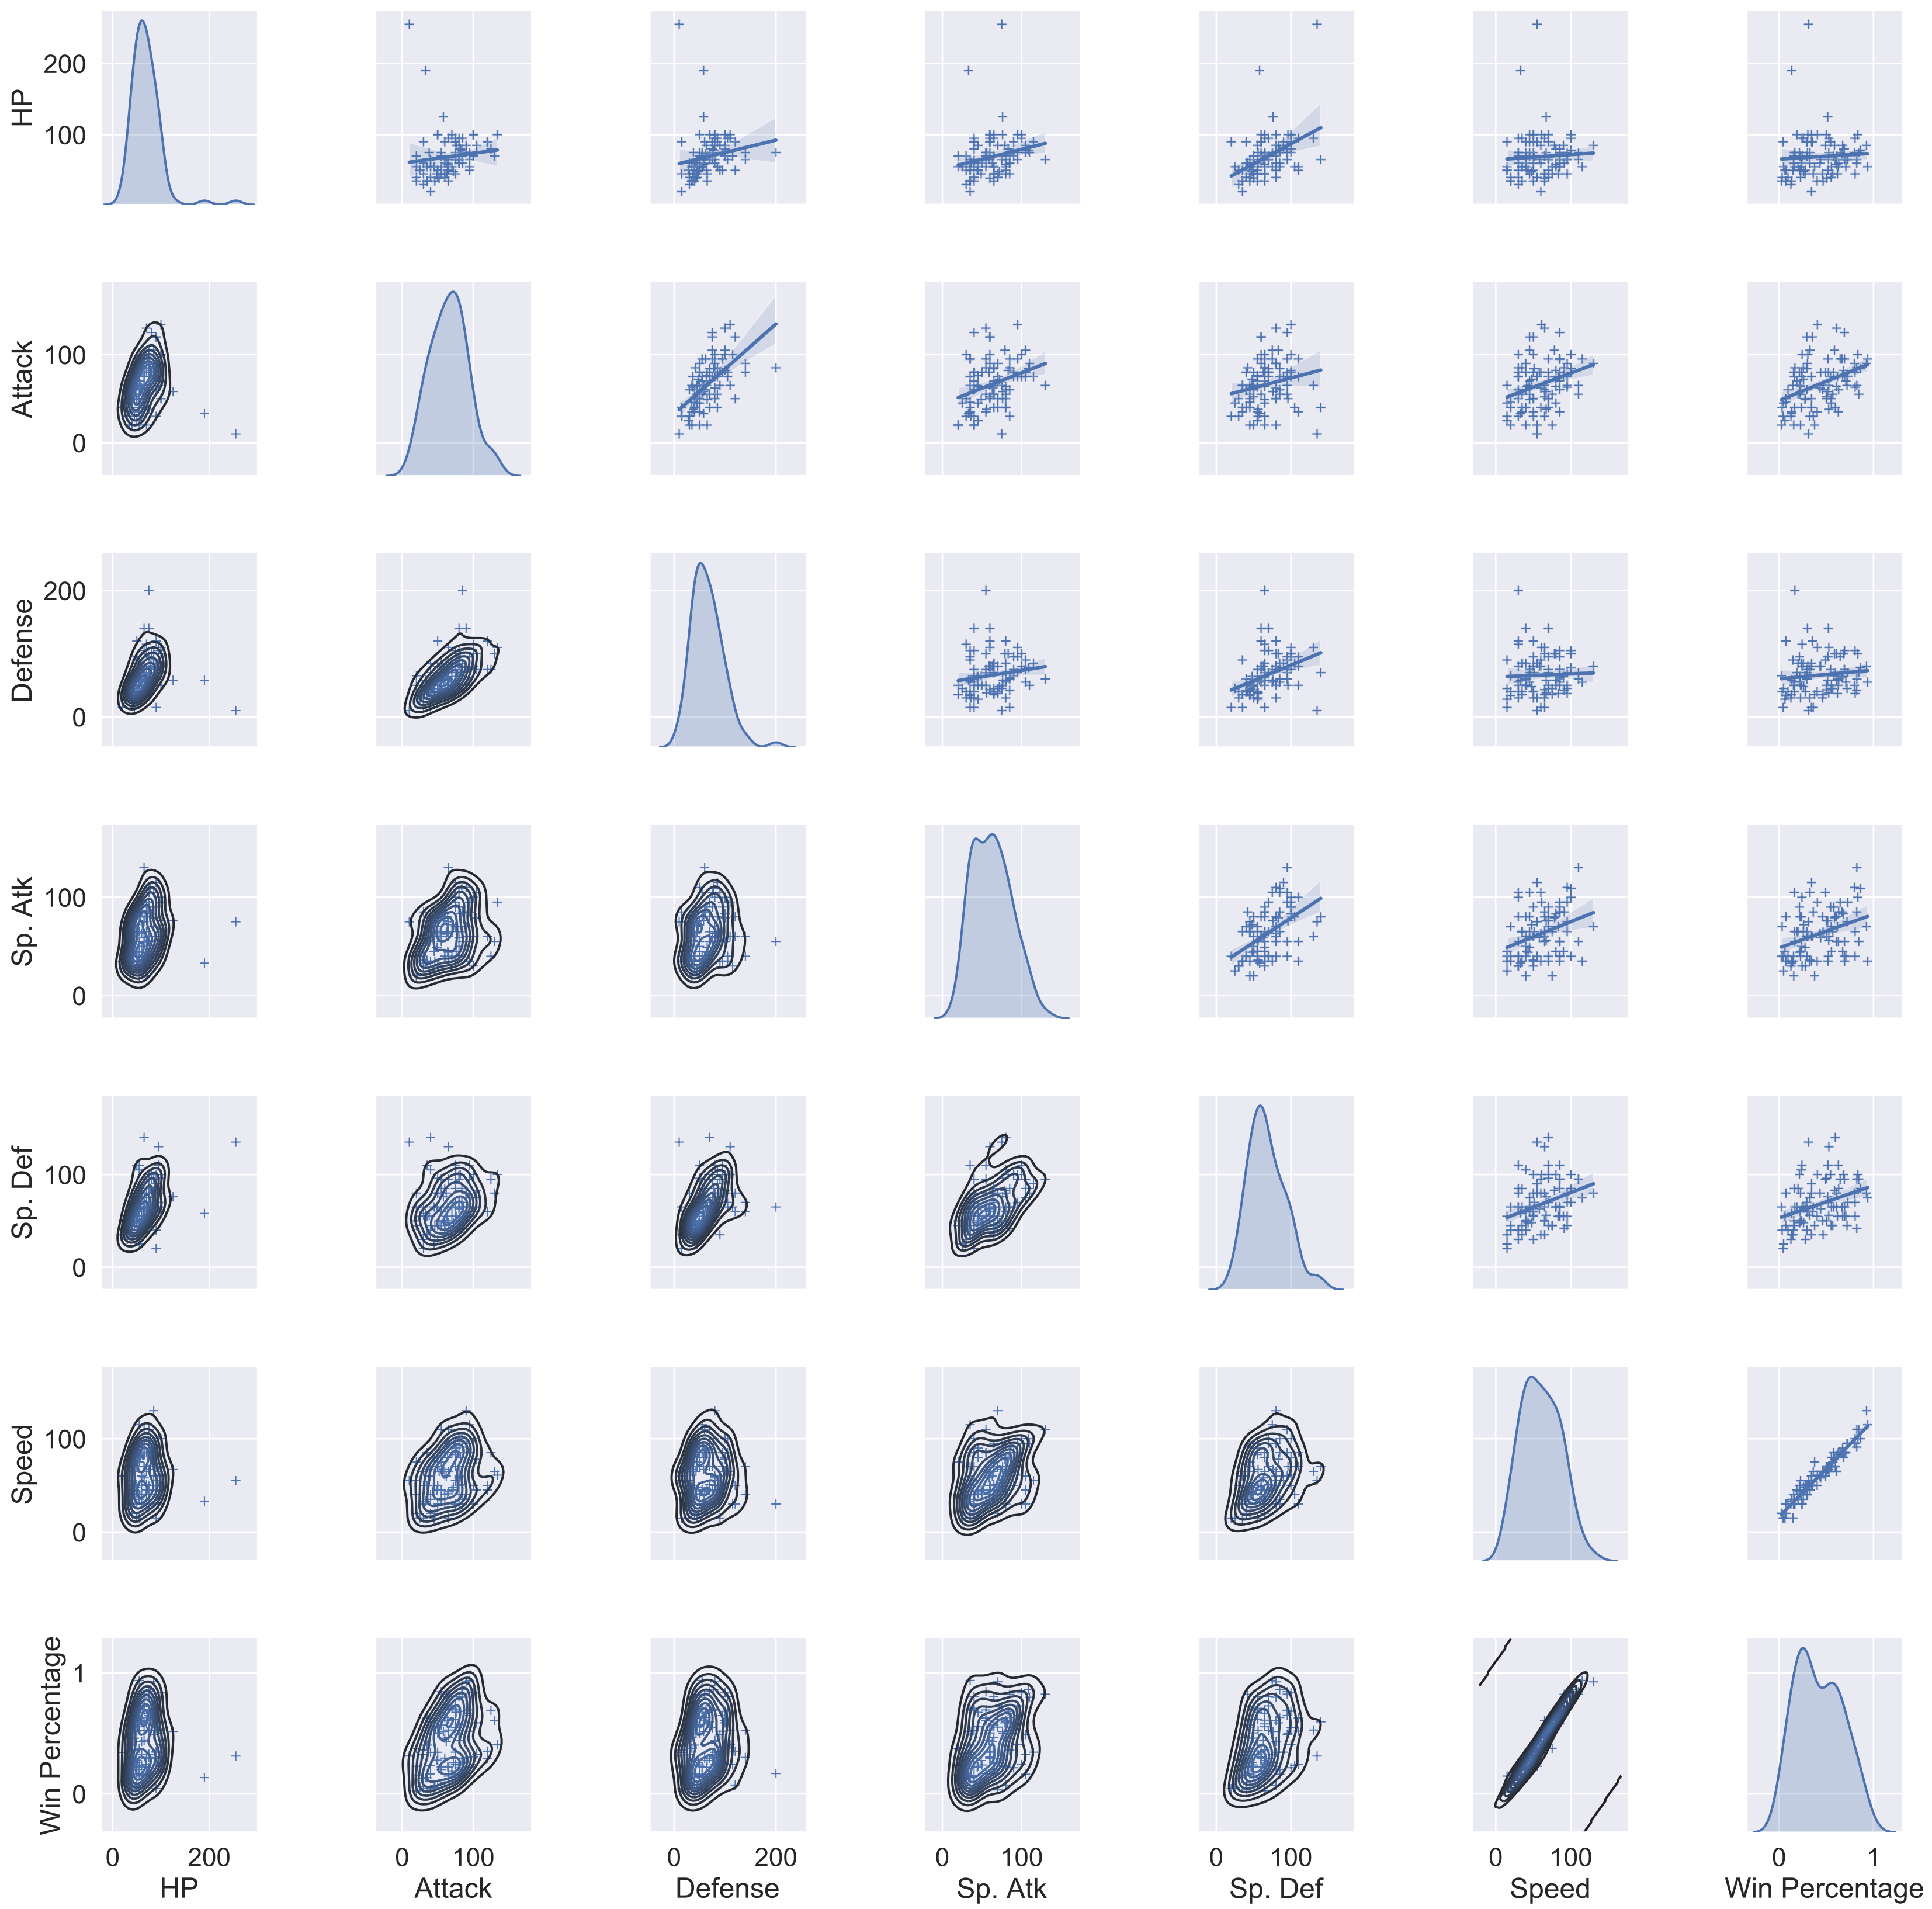 HP
200
100
Attack
100
0
Defense
200
0
Sp. Atk
100
0
Sp. Def
100
0
Speed
100
0
Win Percentage
1
0
0 200 0 100 0 200 0 100 0 100 0 100 0 1
HP Attack Defense Sp. Atk Sp. Def Speed Win Percentage